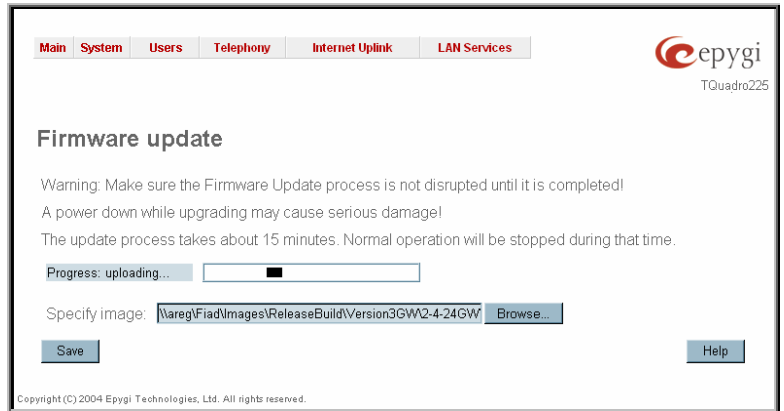 Main System Users Telephony Internet Uplink LAN Services
epygi
TQuadro225
Firmware update
Warning: Make sure the Firmware Update process is not disrupted until it is completed!
A power down while upgrading may cause serious damage!
The update process takes about 15 minutes. Normal operation will be stopped during that time.
Progress: uploading...
Specify image: \\areg\Fiad\Images\ReleaseBuild\Version3GW\2-4-24GW Browse...
Save Help
Copyright (C) 2004 Epygi Technologies, Ltd. All rights reserved.